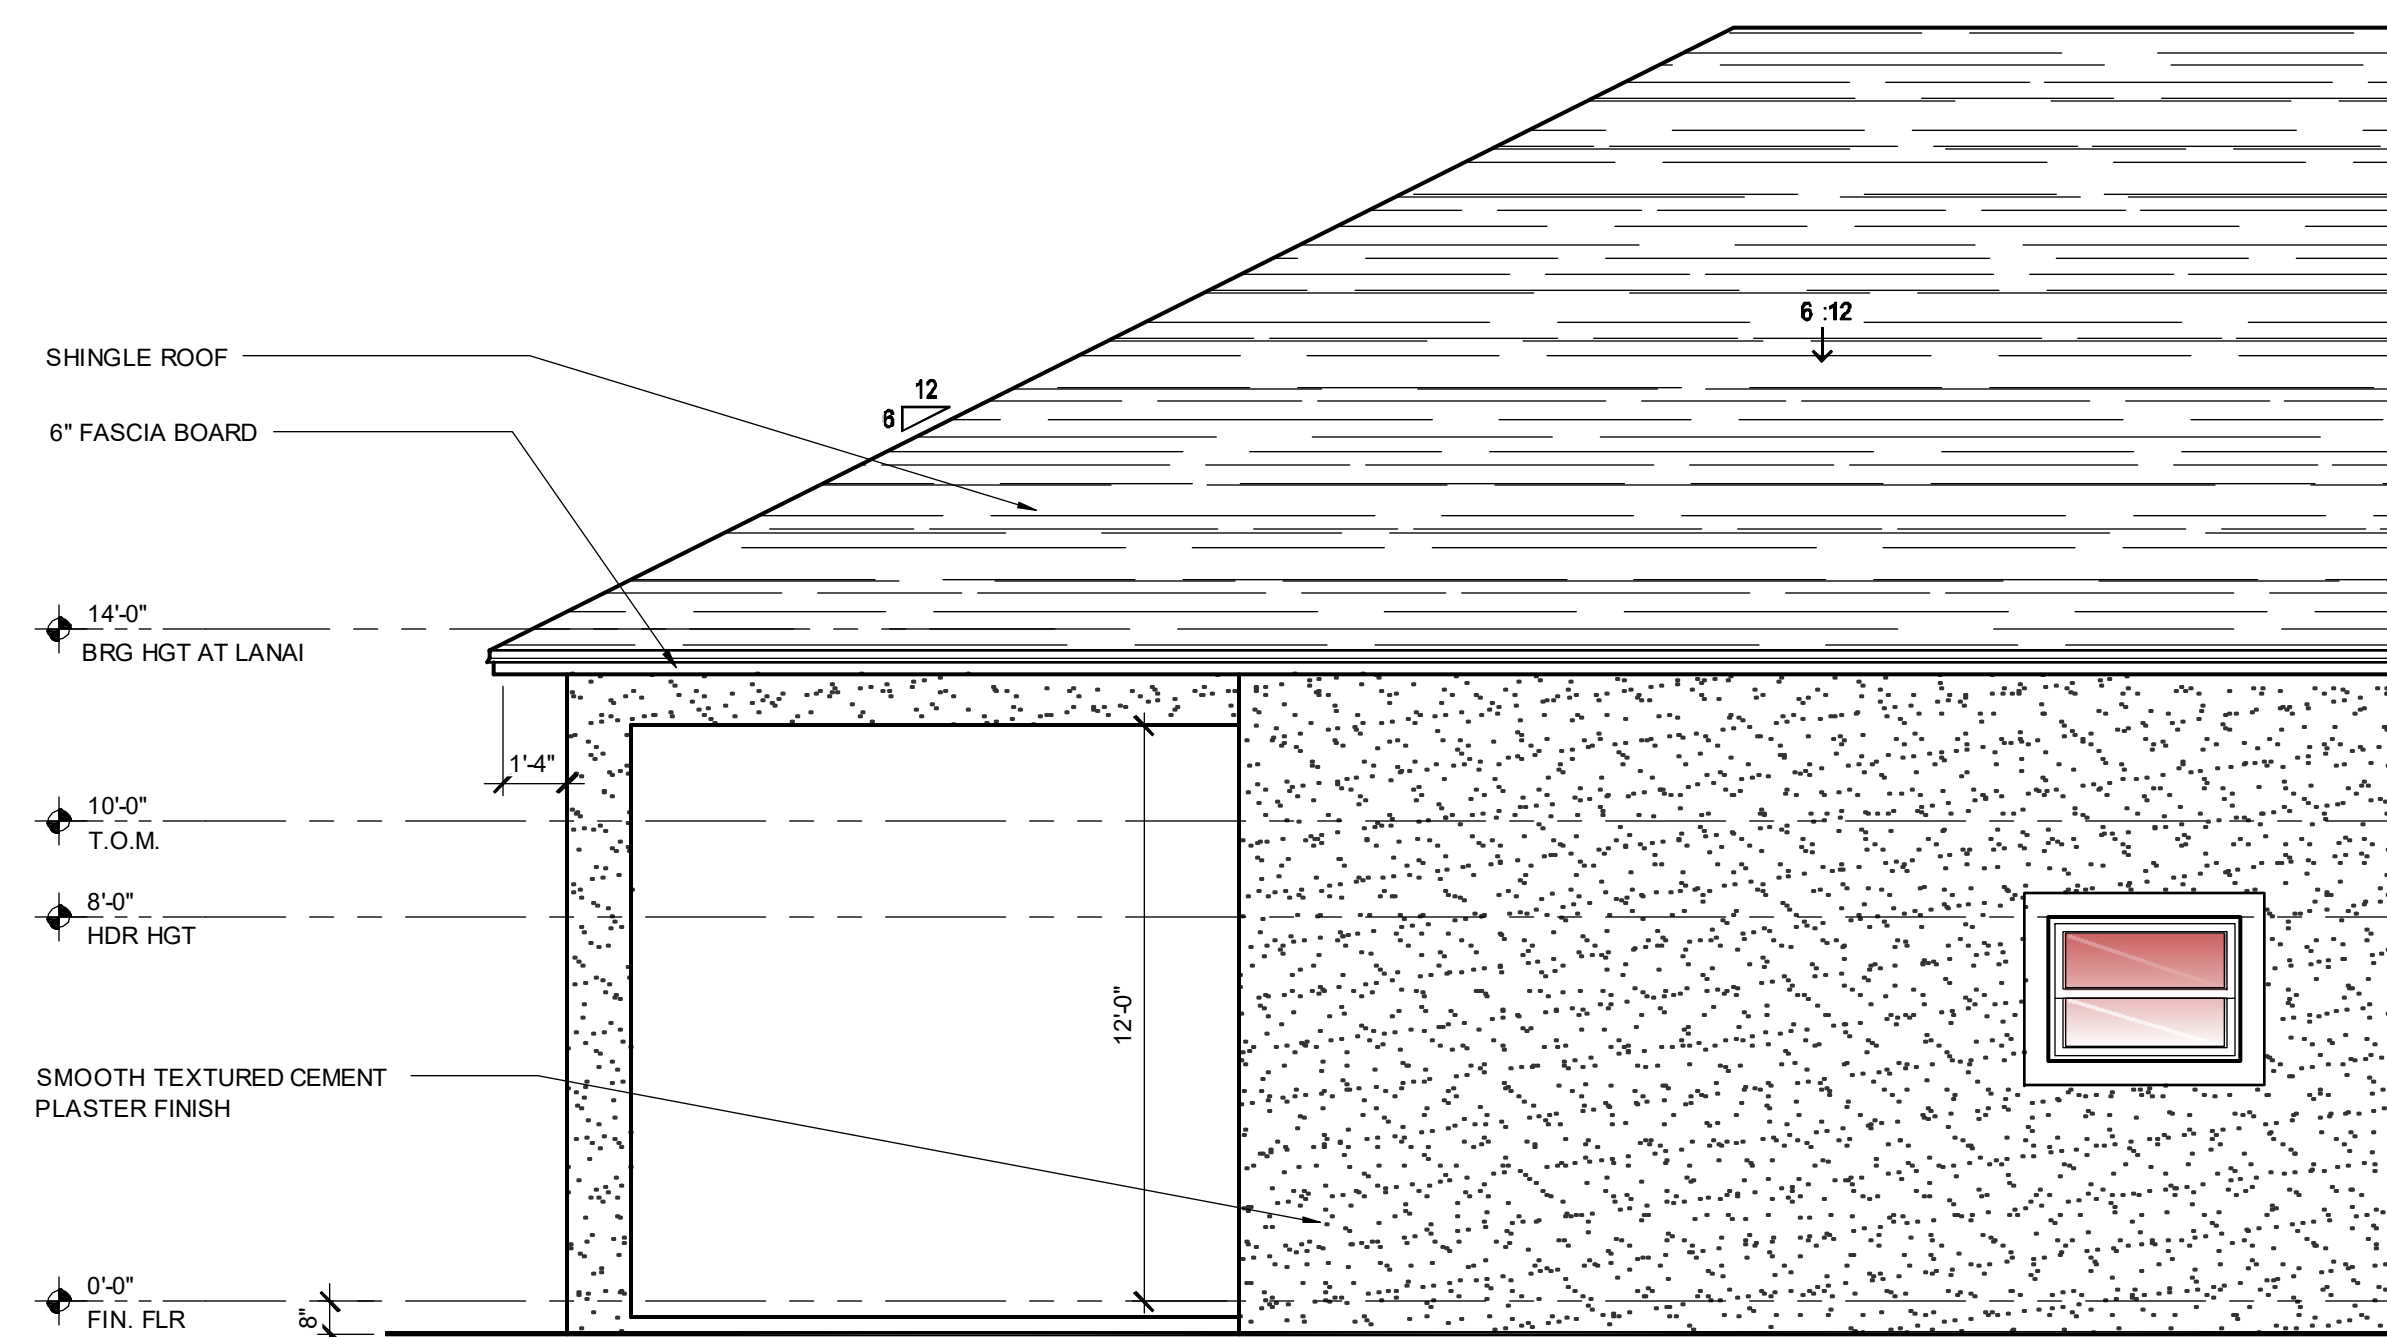 6 :12
SHINGLE ROOF
12
6
6" FASCIA BOARD
14'-0"
BRG HGT AT LANAI
1'-4"
10'-0"
T.O.M.
8'-0"
HDR HGT
12'-0"
SMOOTH TEXTURED CEMENT
PLASTER FINISH
0'-0"
FIN. FLR
8"